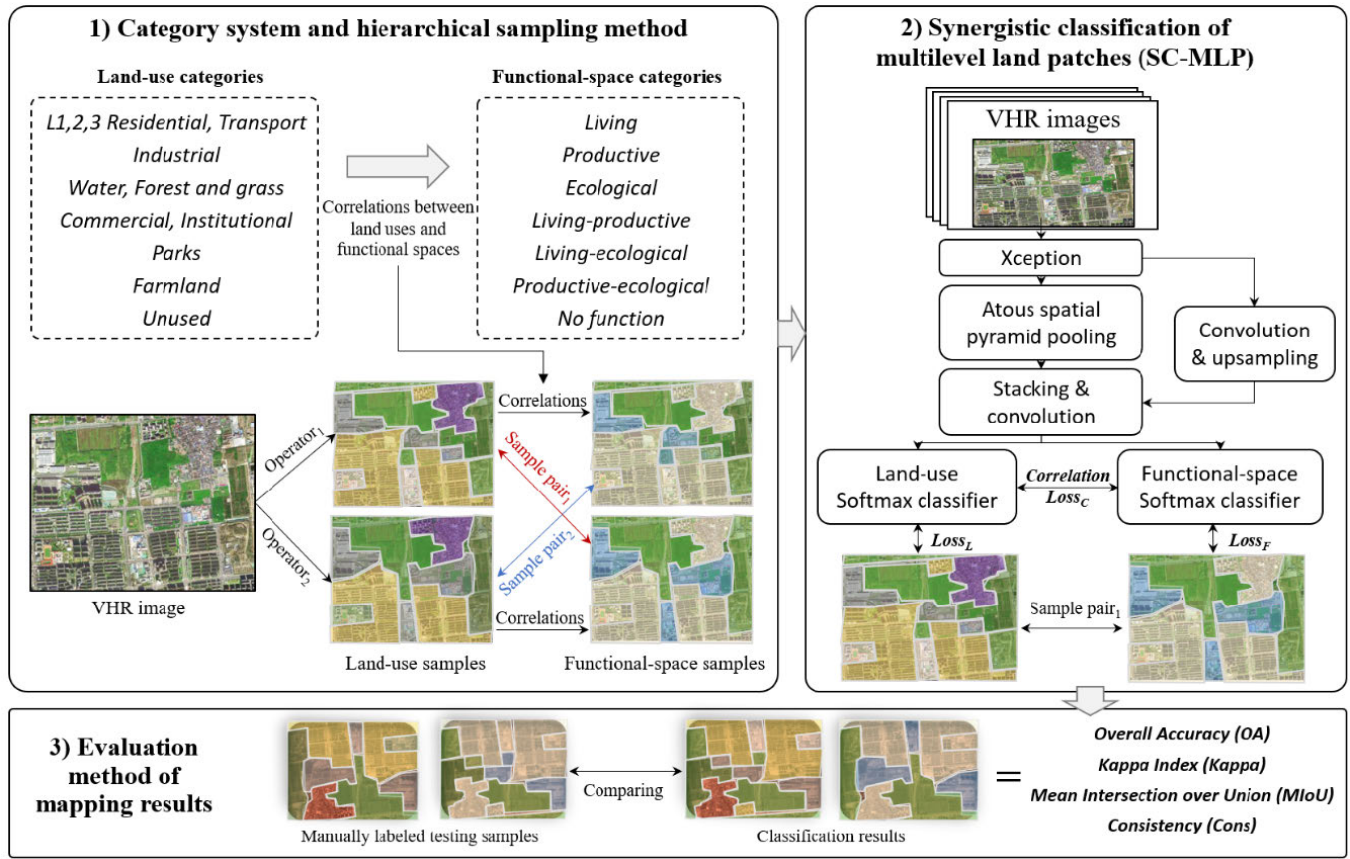 1) Category system and hierarchical sampling method
Land-use categories
L1,2,3 Residential, Transport
Industrial
Water, Forest and grass
Commercial, Institutional
Parks
Farmland
Unused
Correlations between
land uses and
functional spaces
Functional-space categories
Living
Productive
Ecological
Living-productive
Living-ecological
Productive-ecological
No function
VHR image
Operator1
Operator2
Correlations
Sample pair1
Sample pair2
Correlations
Land-use samples
Functional-space samples
2) Synergistic classification of
multilevel land patches (SC-MLP)
VHR images
Xception
Atous spatial
pyramid pooling
Convolution
& upsampling
Stacking &
convolution
Land-use
Softmax classifier
Correlation
LossC
Functional-space
Softmax classifier
LossL
LossF
Sample pair1
3) Evaluation
method of
mapping results
Manually labeled testing samples
Comparing
Classification results
=
Overall Accuracy (OA)
Kappa Index (Kappa)
Mean Intersection over Union (MIoU)
Consistency (Cons)